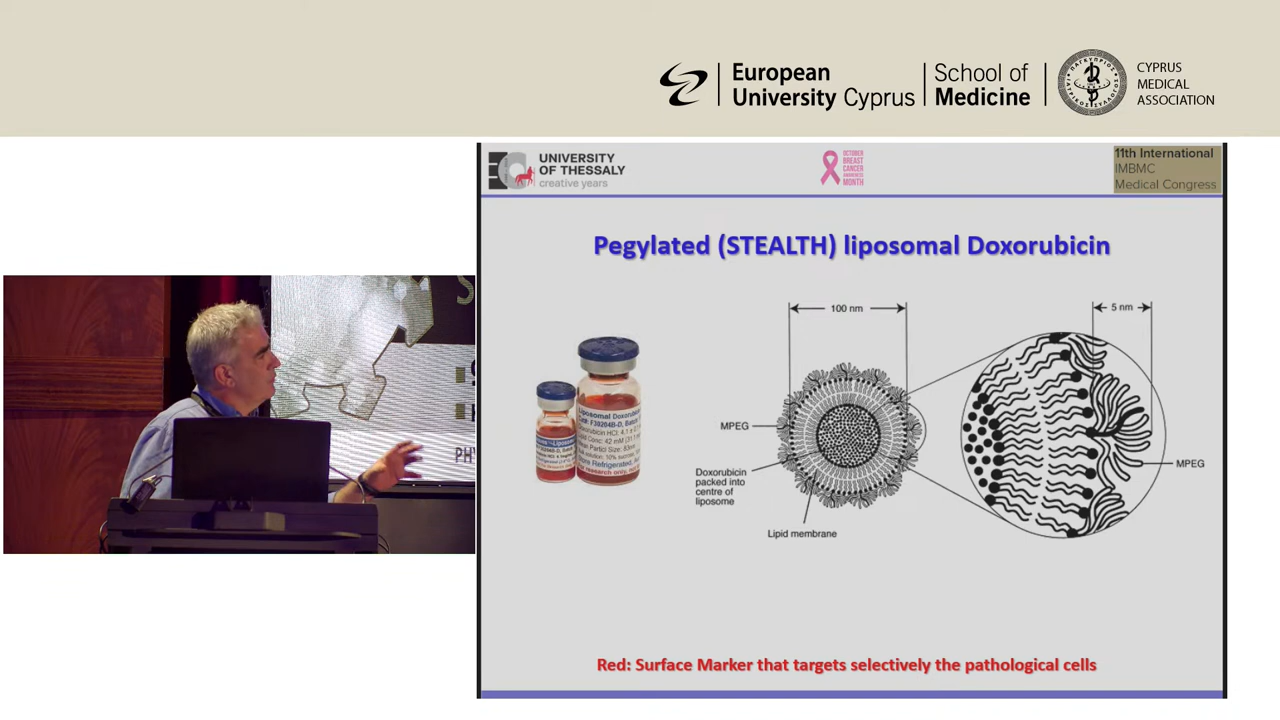 European
University Cyprus
School of
Medicine
CYPRUS
MEDICAL
ASSOCIATION
UNIVERSITY
OF THESSALY
creative years
OCTOBER
BREAST
CANCER
AWARENESS
MONTH
11th International
IMBMC
Medical Congress
Pegylated (STEALTH) liposomal Doxorubicin
100 nm
5 nm
MPEG
Doxorubicin
packed into
centre of
liposome
Lipid membrane
MPEG
Liposomal Doxorubicin
Red: Surface Marker that targets selectively the pathological cells